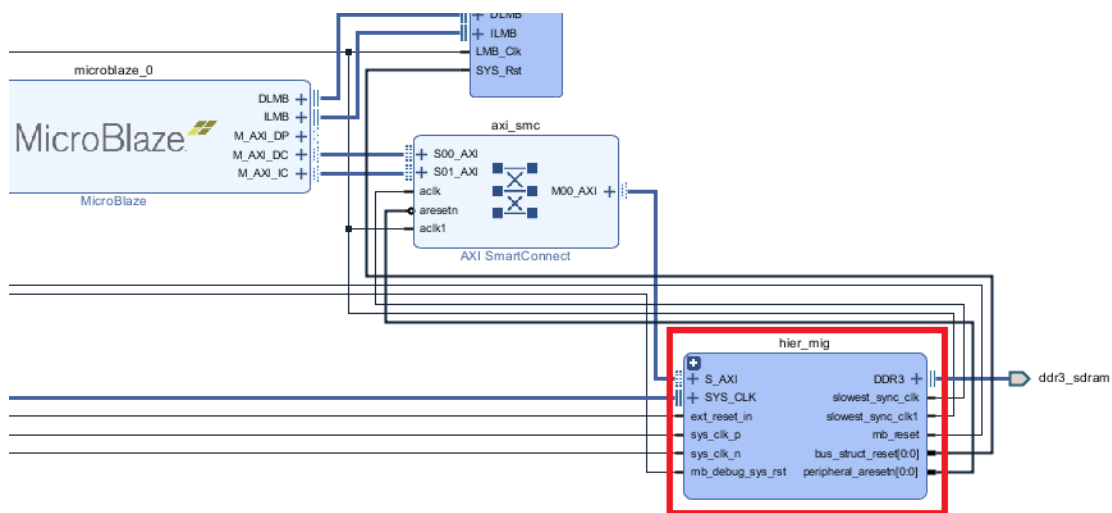 DLMB
ILMB
LMB_Clk
SYS_Rst
microblaze_0
MicroBlaze
DLMB
ILMB
M_AXI_DP
M_AXI_DC
M_AXI_IC
MicroBlaze
axi_smc
S00_AXI
S01_AXI
aclk
aresetn
aclk1
M00_AXI
AXI SmartConnect
hier_mig
S_AXI
SYS_CLK
ext_reset_in
sys_clk_p
sys_clk_n
mb_debug_sys_rst
DDR3
slowest_sync_clk
slowest_sync_clk1
mb_reset
bus_struct_reset[0:0]
peripheral_aresetn[0:0]
ddr3_sdram